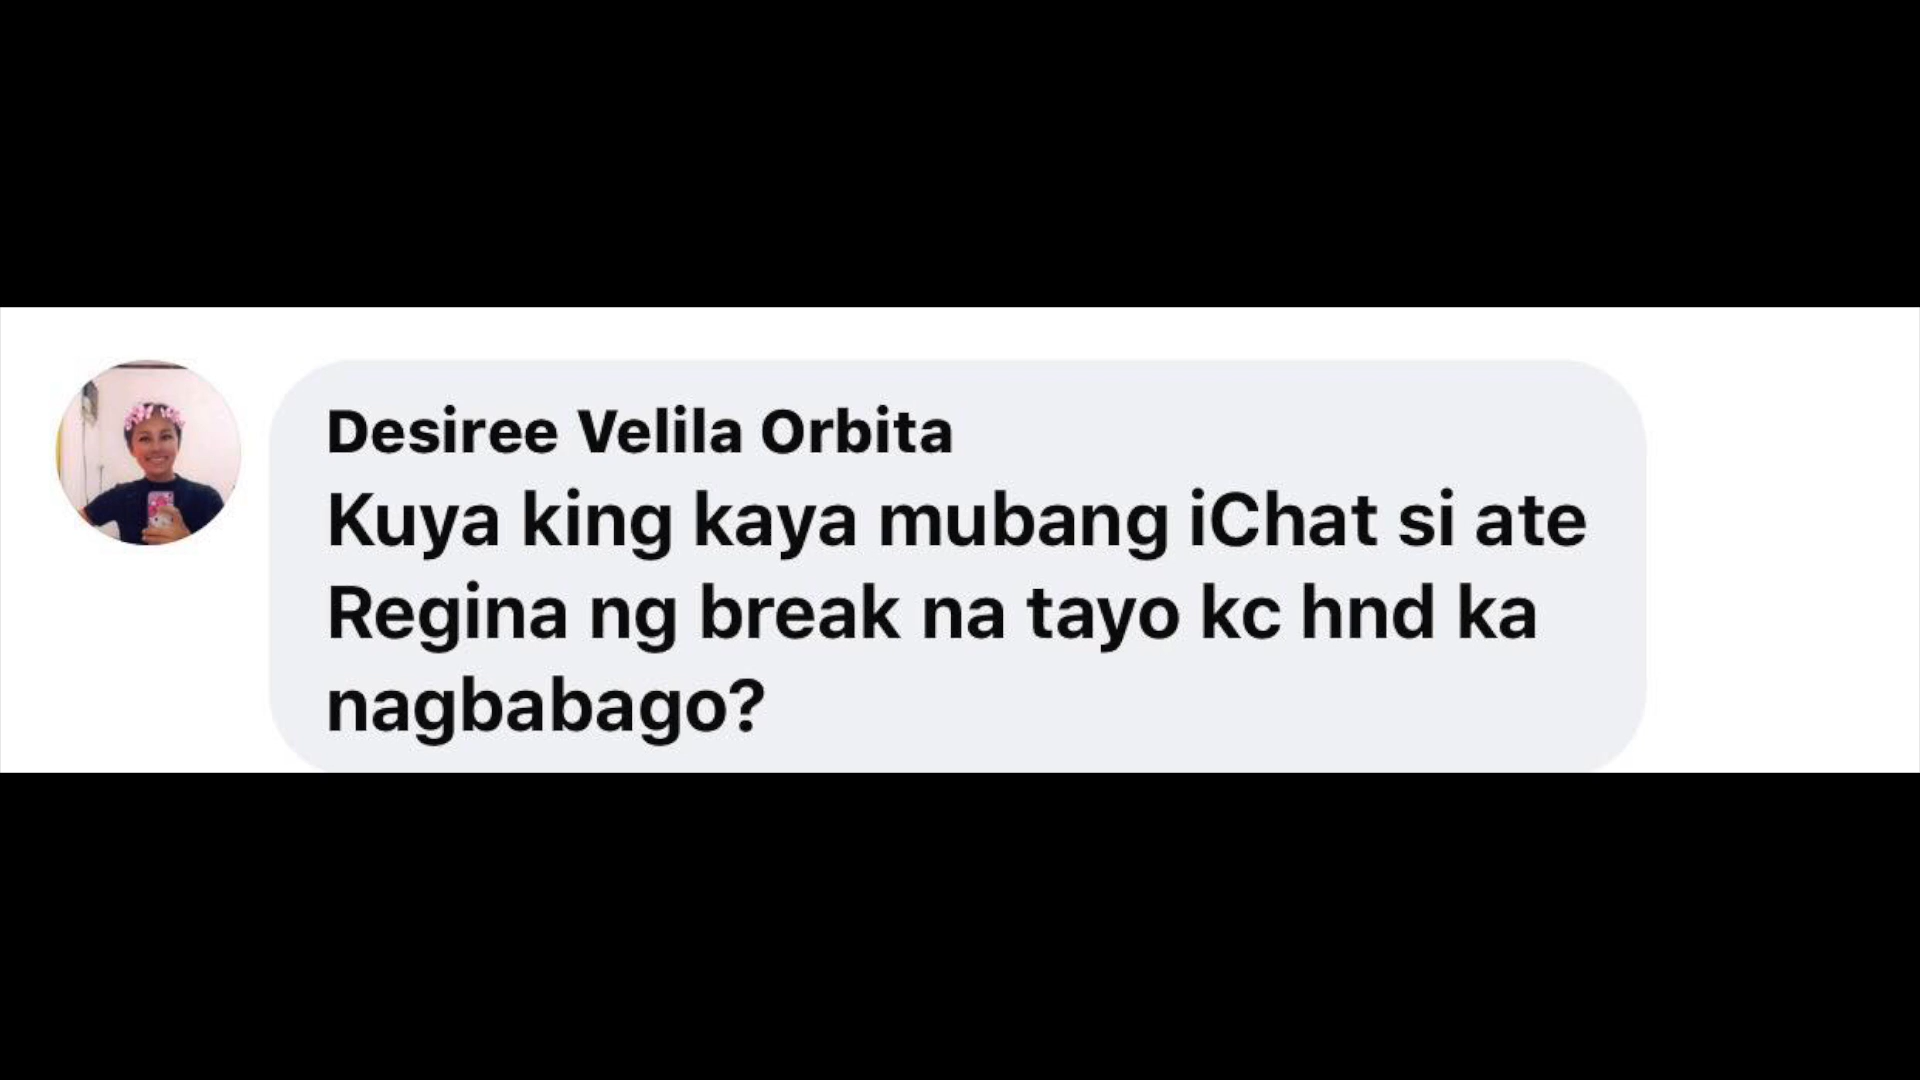 Desiree Velila Orbita
Kuya king kaya mubang iChat si ate
Regina ng break na tayo kc hnd ka
nagbabago?